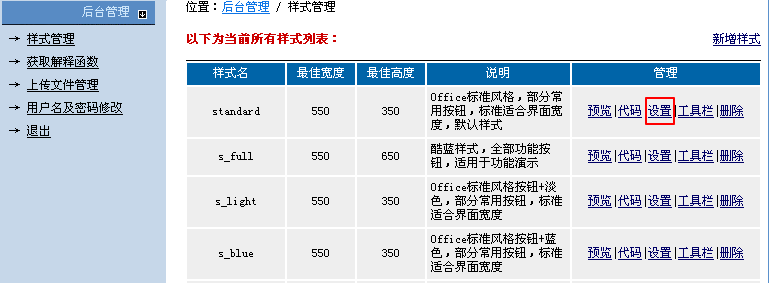 后台管理
→ 样式管理
→ 获取解释函数
→ 上传文件管理
→ 用户名及密码修改
→ 退出
位置：后台管理 / 样式管理
以下为当前所有样式列表： 新增样式
样式名 最佳宽度 最佳高度 说明 管理
standard 550 350 Office标准风格，部分常
用按钮，标准适合界面宽
度，默认样式
预览|代码|设置|工具栏|删除
s_full 550 650 酷蓝样式，全部功能按
钮，适用于功能演示
预览|代码|设置|工具栏|删除
s_light 550 350 Office标准风格按钮+淡
色，部分常用按钮，标准
适合界面宽度
预览|代码|设置|工具栏|删除
s_blue 550 350 Office标准风格按钮+蓝
色，部分常用按钮，标准
适合界面宽度
预览|代码|设置|工具栏|删除